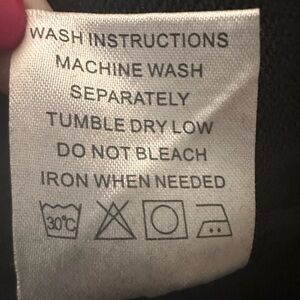 WASH INSTRUCTIONS
MACHINE WASH
SEPARATELY
TUMBLE DRY LOW
DO NOT BLEACH
IRON WHEN NEEDED
30°C